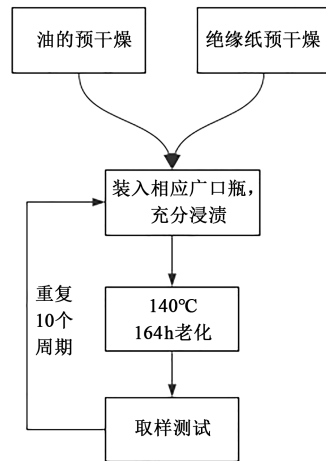 油的预干燥
绝缘纸预干燥
装入相应广口瓶，
充分浸渍
重复
10个
周期
140℃
164h老化
取样测试